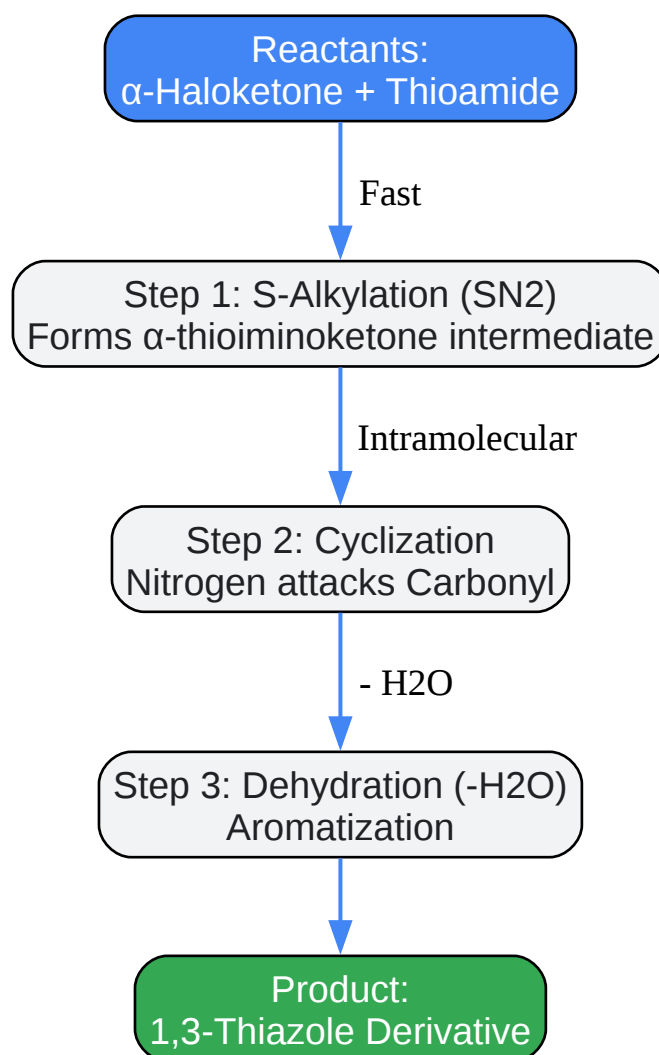 Reactants:
α-Haloketone + Thioamide
Fast
Step 1: S-Alkylation (SN2)
Forms α-thioiminoketone intermediate
Intramolecular
Step 2: Cyclization
Nitrogen attacks Carbonyl
- H2O
Step 3: Dehydration (-H2O)
Aromatization
Product:
1,3-Thiazole Derivative